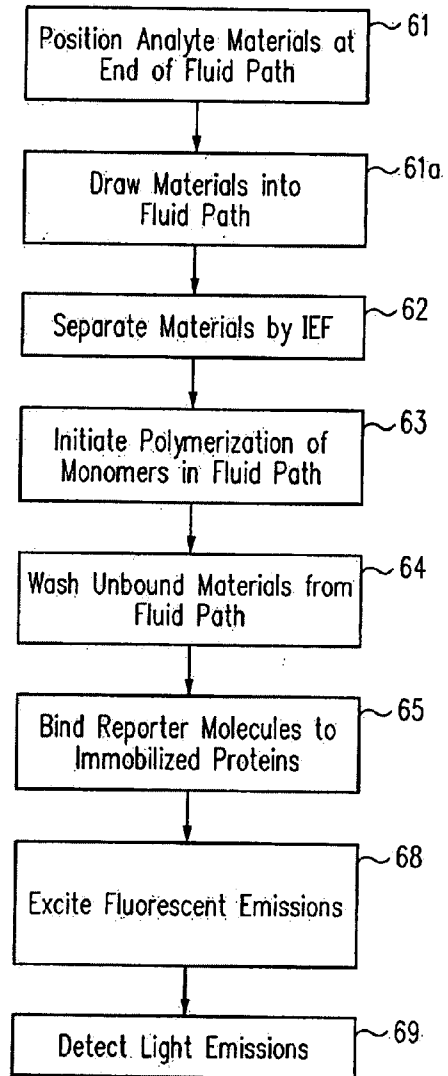 Position Analyte Materials at
End of Fluid Path
61
Draw Materials into
Fluid Path
61a
Separate Materials by IEF
62
Initiate Polymerization of
Monomers in Fluid Path
63
Wash Unbound Materials from
Fluid Path
64
Bind Reporter Molecules to
Immobilized Proteins
65
Excite Fluorescent Emissions
68
Detect Light Emissions
69